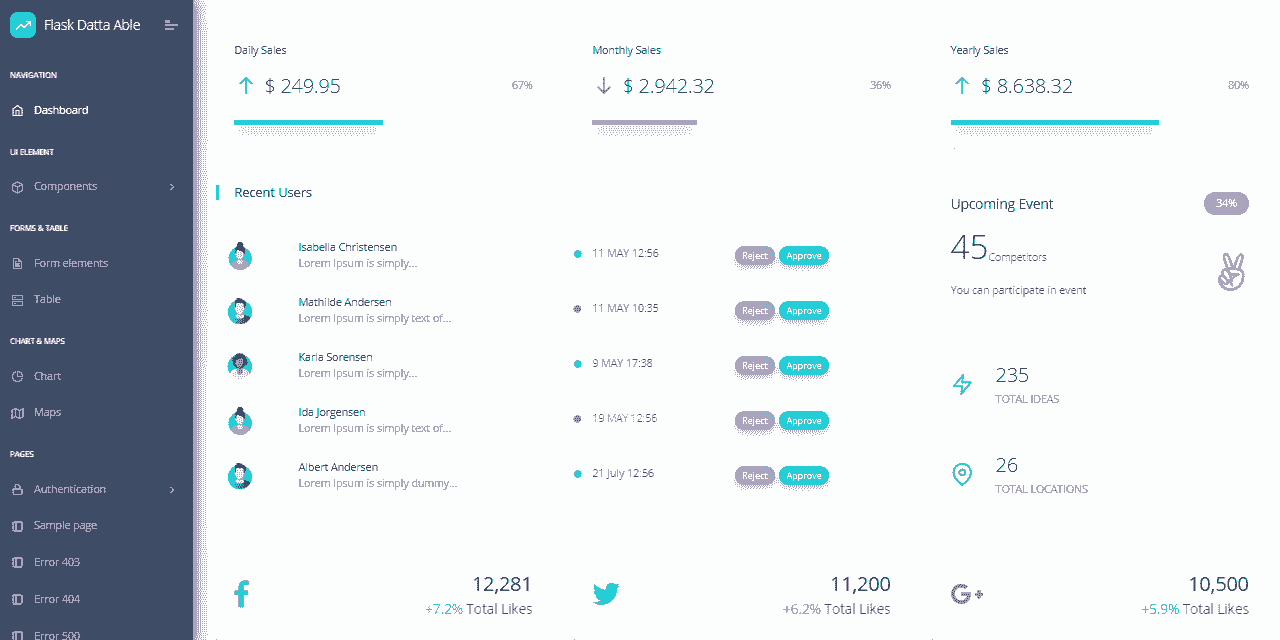 Flask Datta Able
NAVIGATION
Dashboard
UI ELEMENT
Components
FORMS & TABLE
Form elements
Table
CHART & MAPS
Chart
Maps
PAGES
Authentication
Sample page
Error 403
Error 404
Error 500
Daily Sales
$ 249.95
67%
Monthly Sales
$ 2.942.32
36%
Yearly Sales
$ 8.638.32
80%
Recent Users
Isabella Christensen
Lorem Ipsum is simply...
11 MAY 12:56
Reject Approve
Mathilde Andersen
Lorem Ipsum is simply text of...
11 MAY 10:35
Reject Approve
Karla Sorensen
Lorem Ipsum is simply...
9 MAY 17:38
Reject Approve
Ida Jorgensen
Lorem Ipsum is simply text of...
19 MAY 12:56
Reject Approve
Albert Andersen
Lorem Ipsum is simply dummy...
21 July 12:56
Reject Approve
Upcoming Event
34%
45 Competitors
You can participate in event
235
TOTAL IDEAS
26
TOTAL LOCATIONS
12,281
+7.2% Total Likes
11,200
+6.2% Total Likes
G+
10,500
+5.9% Total Likes